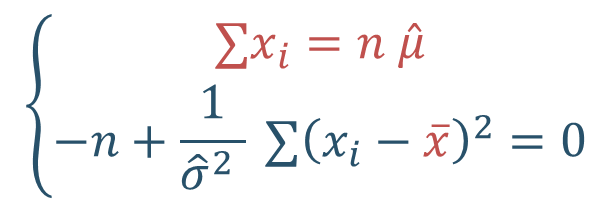 ∑xᵢ = n μ̂
−n + 1/σ̂² ∑(xᵢ − x̄)² = 0